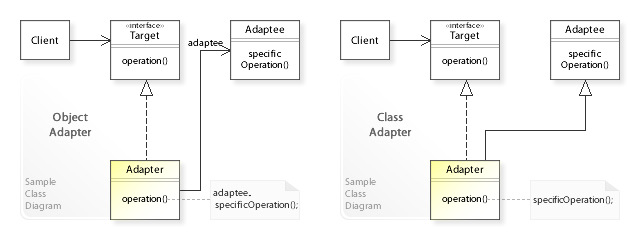 Client
«interface»
Target
operation()
adaptee
Adaptee
specific
Operation()
Object
Adapter
Adapter
operation()
adaptee.
specificOperation();
Sample
Class
Diagram
Client
«interface»
Target
operation()
Adaptee
specific
Operation()
Class
Adapter
Adapter
operation()
specificOperation();
Sample
Class
Diagram